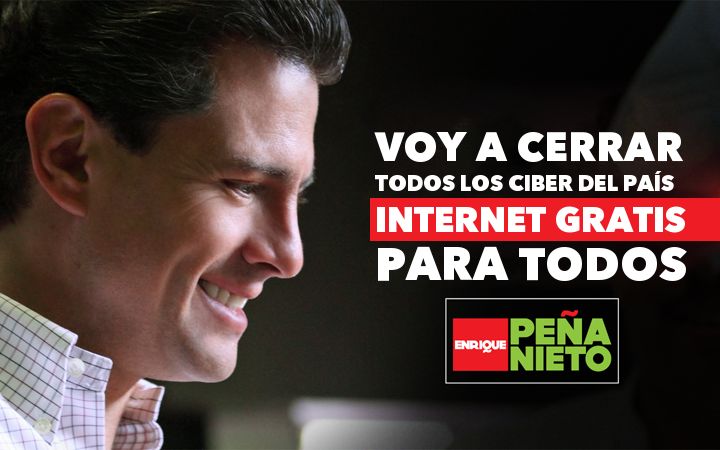 VOY A CERRAR
TODOS LOS CIBER DEL PAÍS
INTERNET GRATIS
PARA TODOS
ENRIQUE
PEÑA
NIETO